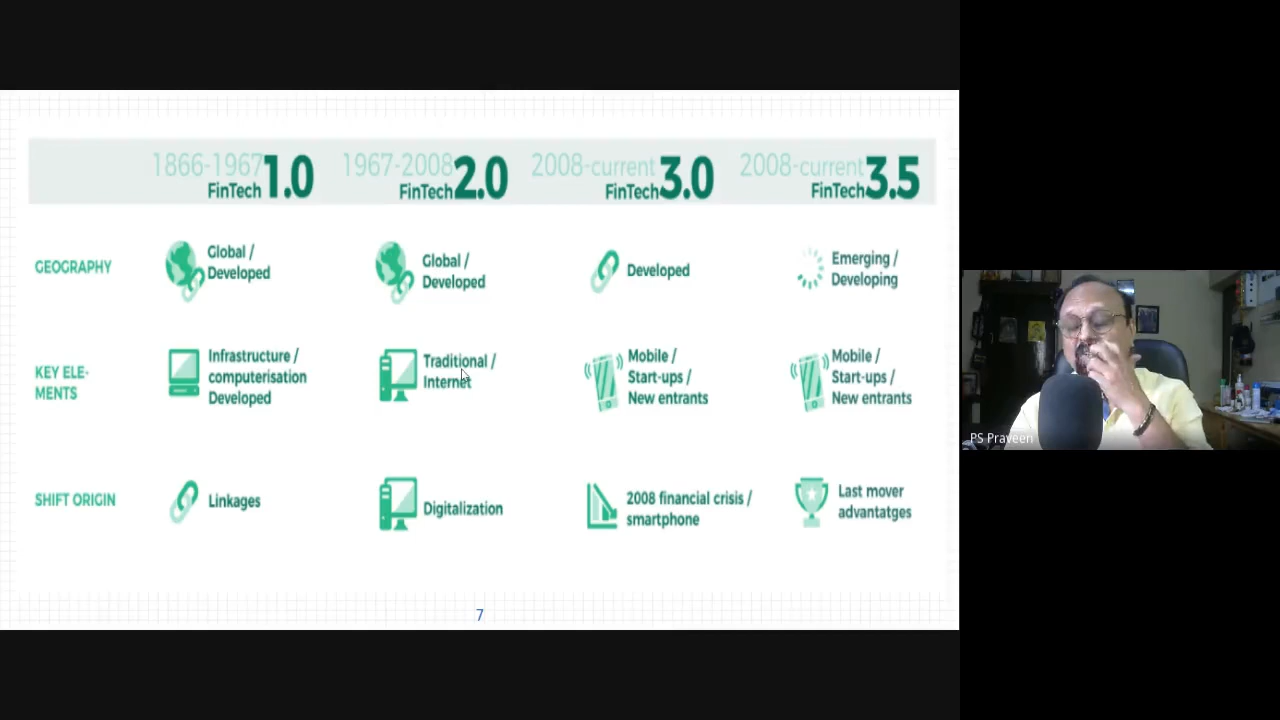 1866-1967
FinTech 1.0
1967-2008
FinTech 2.0
2008-current
FinTech 3.0
2008-current
FinTech 3.5
GEOGRAPHY
Global /
Developed
Global /
Developed
Developed
Emerging /
Developing
KEY ELE-
MENTS
Infrastructure /
computerisation
Developed
Traditional /
Internet
Mobile /
Start-ups /
New entrants
Mobile /
Start-ups /
New entrants
SHIFT ORIGIN
Linkages
Digitalization
2008 financial crisis /
smartphone
Last mover
advantatges
7
PS Praveen